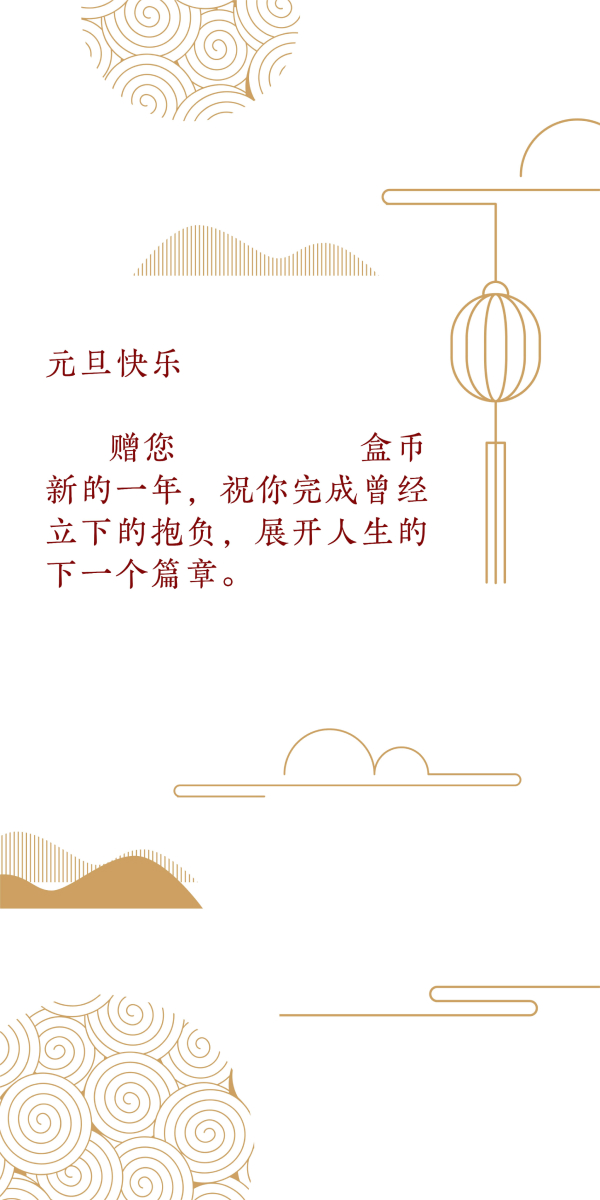 元旦快乐
赠您 盒币
新的一年，祝你完成曾经
立下的抱负，展开人生的
下一个篇章。